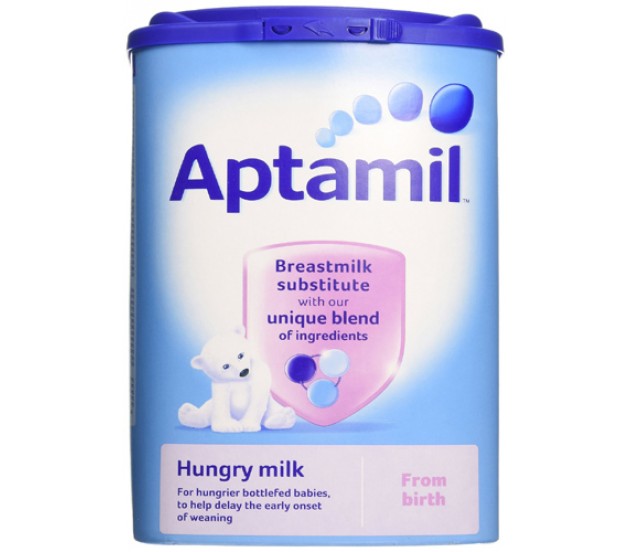 Aptamil™
Breastmilk
substitute
with our
unique blend
of ingredients
Hungry milk
For hungrier bottlefed babies,
to help delay the early onset
of weaning
From
birth